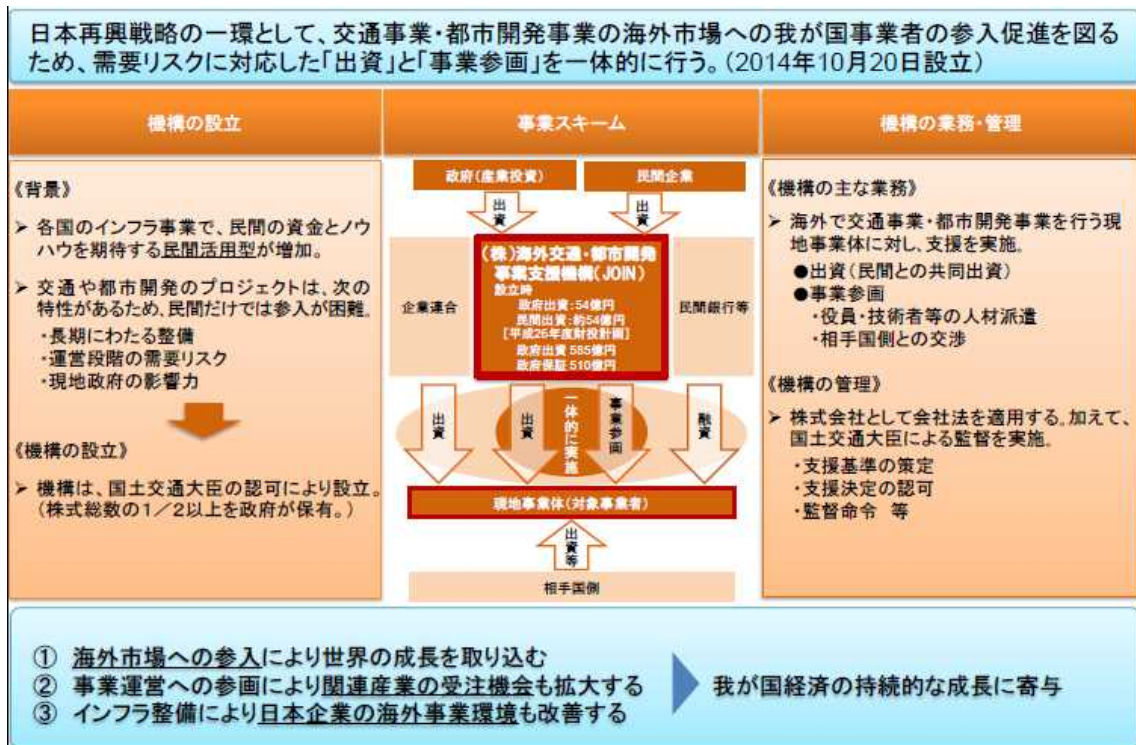 日本再興戦略の一環として、交通事業・都市開発事業の海外市場への我が国事業者の参入促進を図る
ため、需要リスクに対応した「出資」と「事業参画」を一体的に行う。(2014年10月20日設立)
機構の設立
《背景》
➢ 各国のインフラ事業で、民間の資金とノウ
ハウを期待する民間活用型が増加。
➢ 交通や都市開発のプロジェクトは、次の
特性があるため、民間だけでは参入が困難。
・長期にわたる整備
・運営段階の需要リスク
・現地政府の影響力
《機構の設立》
➢ 機構は、国土交通大臣の認可により設立。
(株式総数の1/2以上を政府が保有。)
事業スキーム
政府(産業投資)
民間企業
出資
出資
企業連合
(株)海外交通・都市開発
事業支援機構(JOIN)
設立時
政府出資:54億円
民間出資:約54億円
[平成26年度財投計画]
政府出資 585億円
政府保証 510億円
民間銀行等
出資
出資
一体的に実施
事業参画
融資
現地事業体(対象事業者)
出資等
相手国側
機構の業務・管理
《機構の主な業務》
➢ 海外で交通事業・都市開発事業を行う現
地事業体に対し、支援を実施。
●出資(民間との共同出資)
●事業参画
・役員・技術者等の人材派遣
・相手国側との交渉
《機構の管理》
➢ 株式会社として会社法を適用する。加えて、
国土交通大臣による監督を実施。
・支援基準の策定
・支援決定の認可
・監督命令 等
① 海外市場への参入により世界の成長を取り込む
② 事業運営への参画により関連産業の受注機会も拡大する
③ インフラ整備により日本企業の海外事業環境も改善する
我が国経済の持続的な成長に寄与